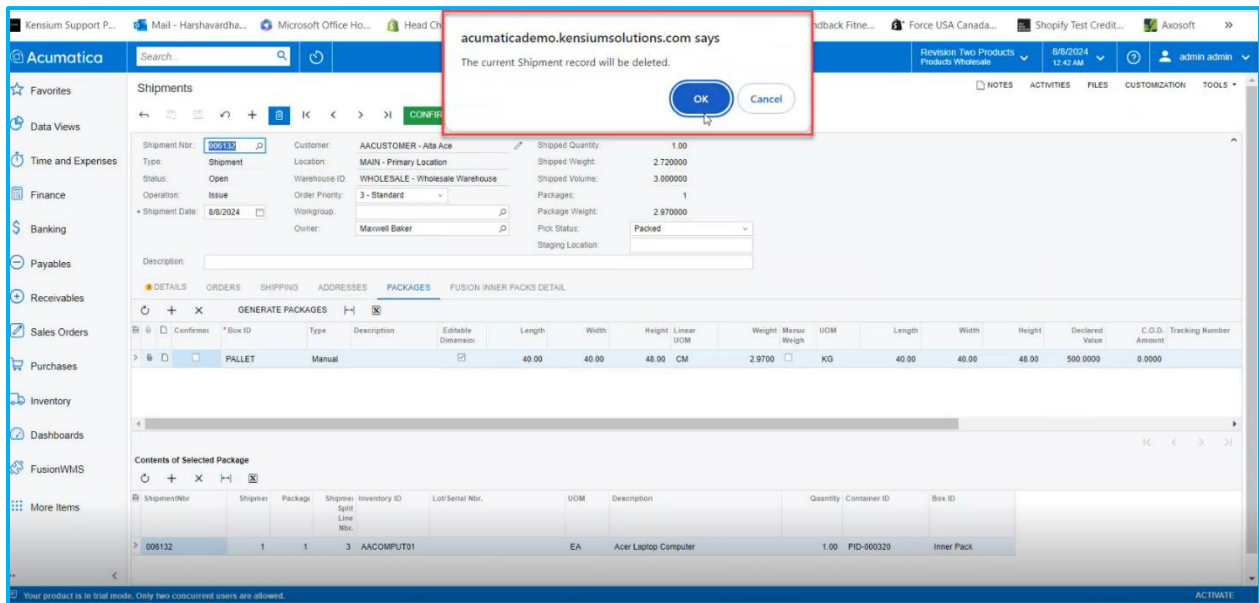 Kensium Support P...
Mail - Harshavardha...
Microsoft Office Ho...
Head Ch
ndback Fitne...
Force USA Canada...
Shopify Test Credit...
Axosoft
»
acumaticademo.kensiumsolutions.com says
The current Shipment record will be deleted.
OK
Cancel
Acumatica
Search...
Revision Two Products
Products Wholesale
8/8/2024
12:42 AM
admin admin
Favorites
Data Views
Time and Expenses
Finance
Banking
Payables
Receivables
Sales Orders
Purchases
Inventory
Dashboards
FusionWMS
More Items
Shipments
NOTES ACTIVITIES FILES CUSTOMIZATION TOOLS
CONFIR
Shipment Nbr.: 006132
Type: Shipment
Status: Open
Operation: Issue
* Shipment Date: 8/8/2024
Description:
Customer: AACUSTOMER - Alta Ace
Location: MAIN - Primary Location
Warehouse ID: WHOLESALE - Wholesale Warehouse
Order Priority: 3 - Standard
Workgroup:
Owner: Maxwell Baker
Shipped Quantity: 1.00
Shipped Weight: 2.720000
Shipped Volume: 3.000000
Packages: 1
Package Weight: 2.970000
Pick Status: Packed
Staging Location:
DETAILS ORDERS SHIPPING ADDRESSES PACKAGES FUSION INNER PACKS DETAIL
GENERATE PACKAGES
Confirmed *Box ID Type Description Editable Dimension Length Width Height Linear UOM Weight Manual Weigh UOM Length Width Height Declared Value C.O.D. Amount Tracking Number
PALLET Manual 40.00 40.00 48.00 CM 2.9700 KG 40.00 40.00 48.00 500.0000 0.0000
Contents of Selected Package
ShipmentNbr Shipmer Package Shipmer Split Line Nbr. Inventory ID Lot/Serial Nbr. UOM Description Quantity Container ID Box ID
006132 1 1 3 AACOMPUT01 EA Acer Laptop Computer 1.00 PID-000320 Inner Pack
Your product is in trial mode. Only two concurrent users are allowed.
ACTIVATE